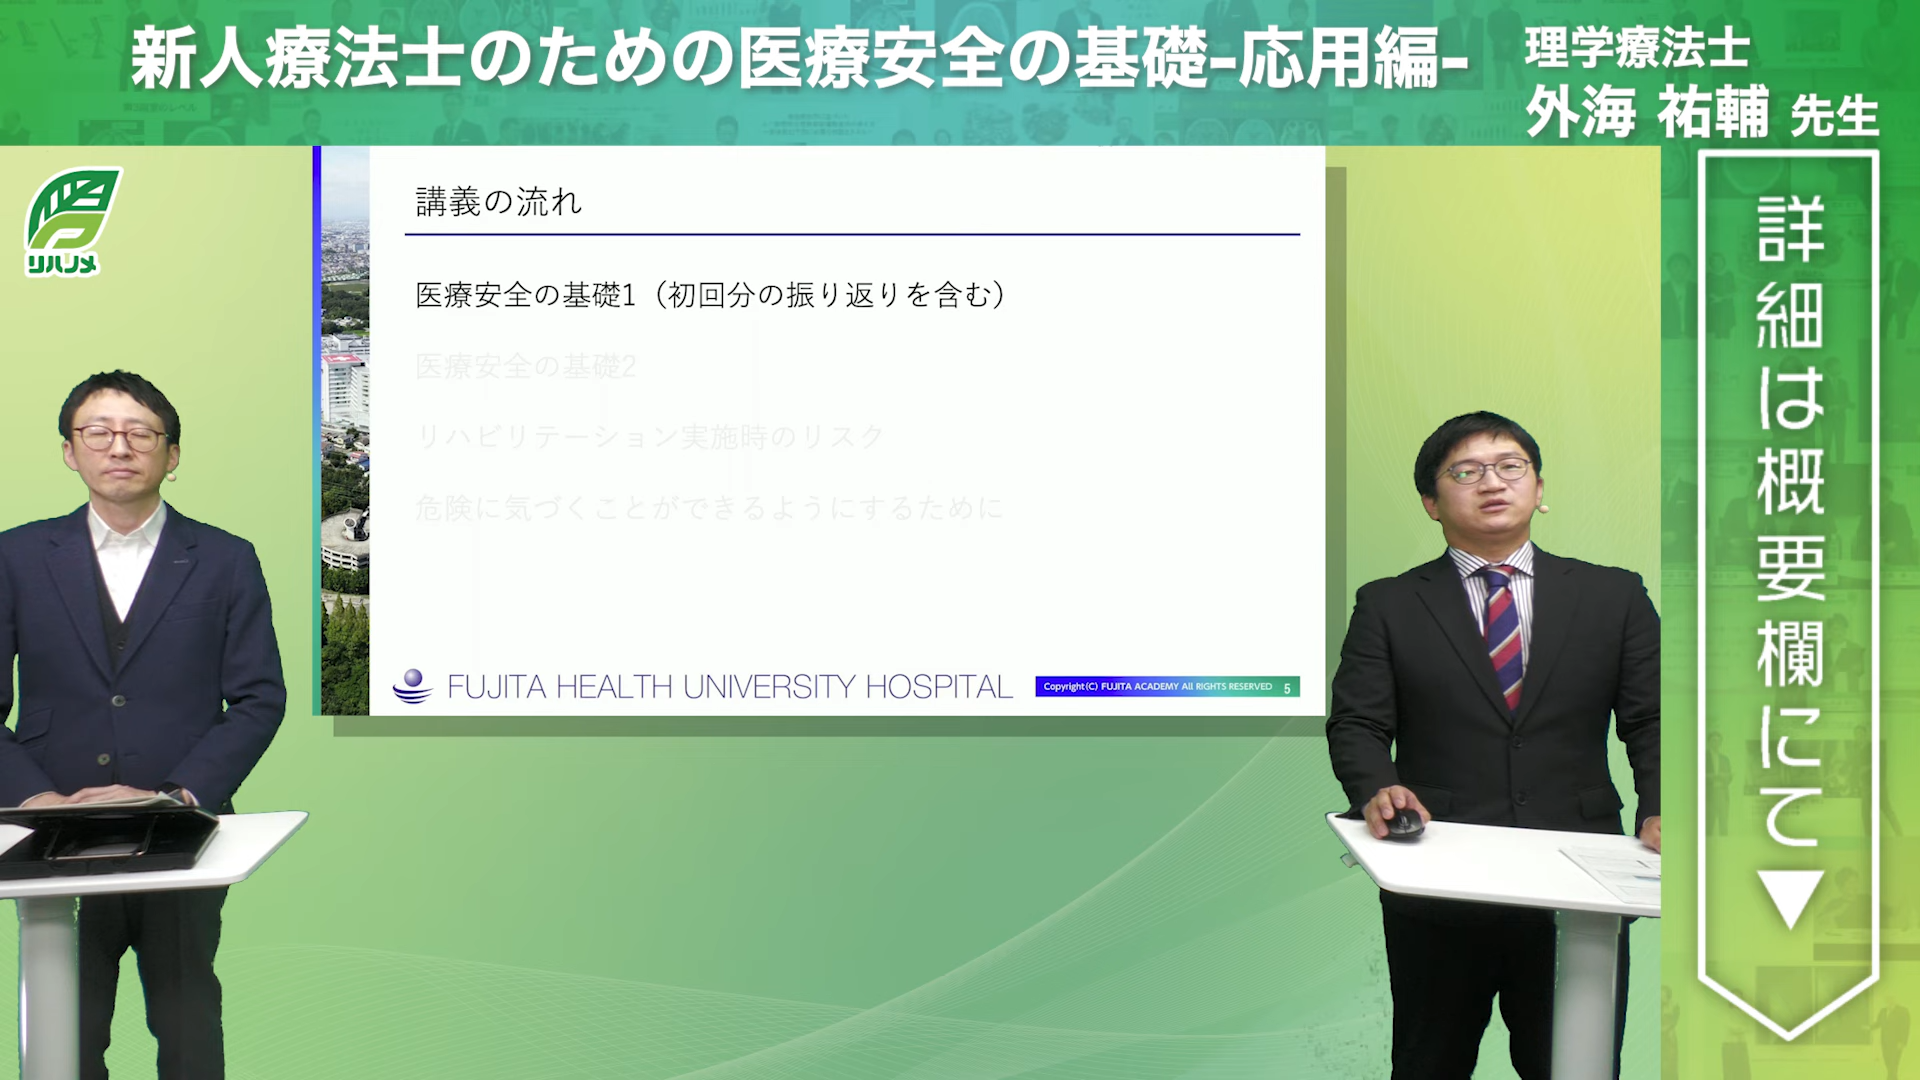 新人療法士のための医療安全の基礎-応用編-
理学療法士
外海 祐輔 先生
リハノメ
講義の流れ
医療安全の基礎1（初回分の振り返りを含む）
医療安全の基礎2
リハビリテーション実施時のリスク
危険に気づくことができるようにするために
FUJITA HEALTH UNIVERSITY HOSPITAL
Copyright(C) FUJITA ACADEMY All RIGHTS RESERVED 5
詳細は概要欄にて▼